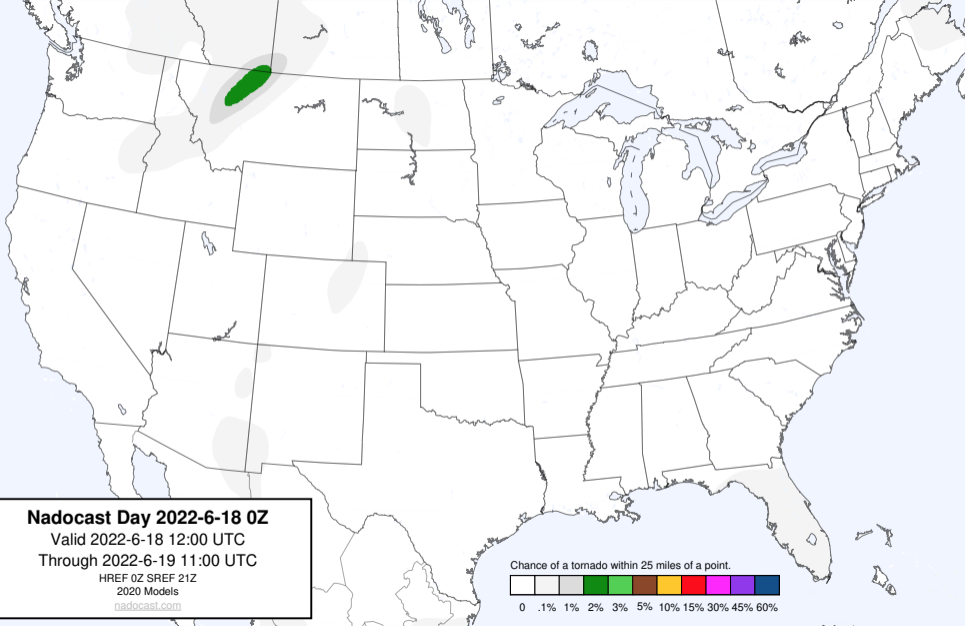 Nadocast Day 2022-6-18 0Z
Valid 2022-6-18 12:00 UTC
Through 2022-6-19 11:00 UTC
HREF 0Z SREF 21Z
2020 Models
nadocast.com
Chance of a tornado within 25 miles of a point.
0 .1% 1% 2% 3% 5% 10% 15% 30% 45% 60%